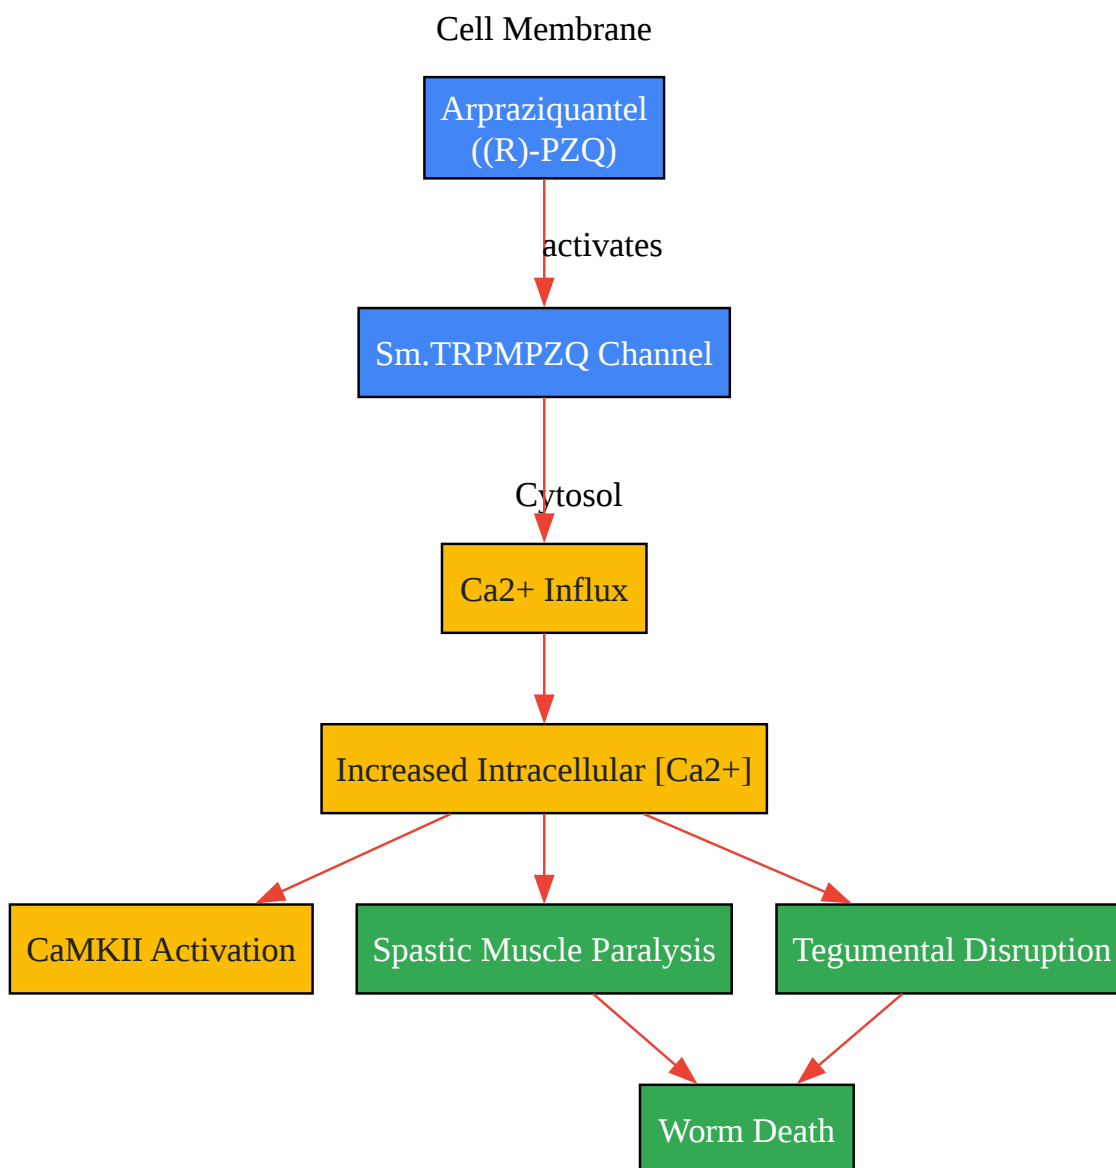 Cell Membrane
Arpraziquantel
((R)-PZQ)
activates
Sm.TRPMPZQ Channel
Cytosol
Ca2+ Influx
Increased Intracellular [Ca2+]
CaMKII Activation
Spastic Muscle Paralysis
Tegumental Disruption
Worm Death